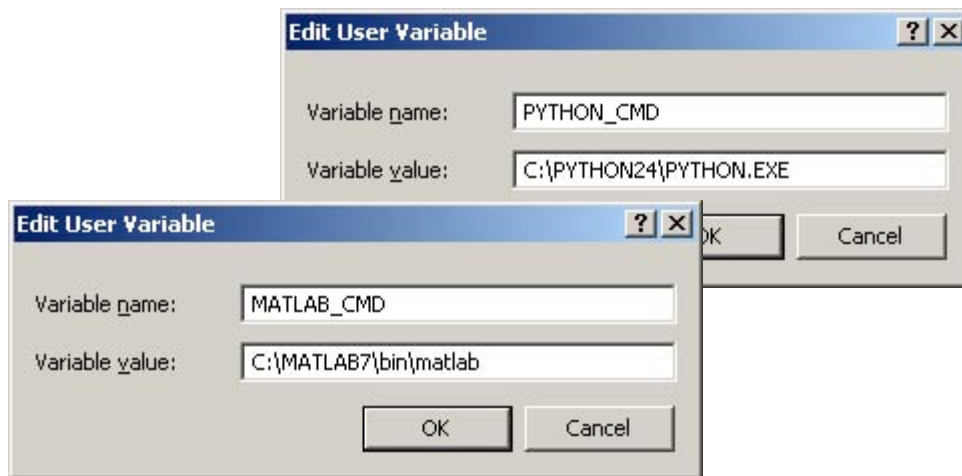 Edit User Variable
Variable name: PYTHON_CMD
Variable value: C:\PYTHON24\PYTHON.EXE
Cancel
Edit User Variable
Variable name: MATLAB_CMD
Variable value: C:\MATLAB7\bin\matlab
OK Cancel